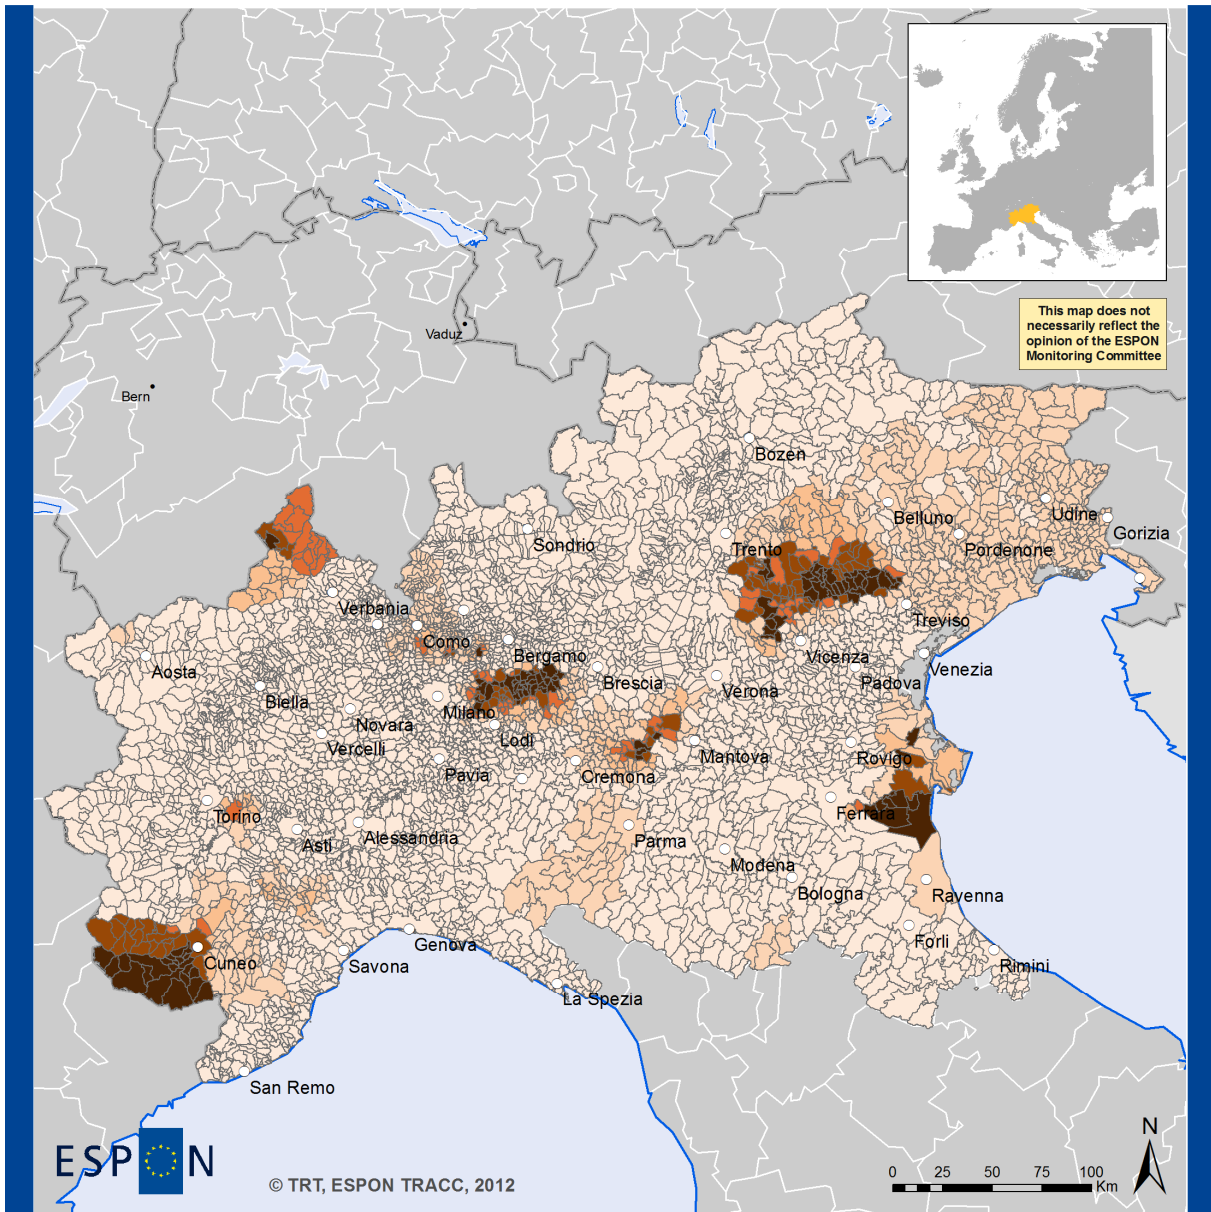 This map does not
necessarily reflect the
opinion of the ESPON
Monitoring Committee
Vaduz
Bern
Bozen
Belluno
Udine
Gorizia
Sondrio
Trento
Pordenone
Verbania
Treviso
Como
Aosta
Bergamo
Vicenza
Venezia
Biella
Brescia
Verona
Padova
Novara
Milano
Lodi
Vercelli
Mantova
Rovigo
Pavia
Cremona
Torino
Ferrara
Asti
Alessandria
Parma
Modena
Bologna
Ravenna
Forli
Genova
Cuneo
Savona
Rimini
La Spezia
San Remo
N
ESPON
© TRT, ESPON TRACC, 2012
0 25 50 75 100
Km